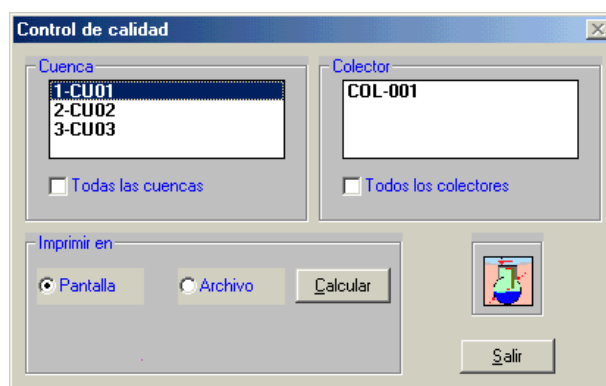 Control de calidad
Cuenca
1-CU01
2-CU02
3-CU03
Todas las cuencas
Colector
COL-001
Todos los colectores
Imprimir en
Pantalla
Archivo
Calcular
Salir